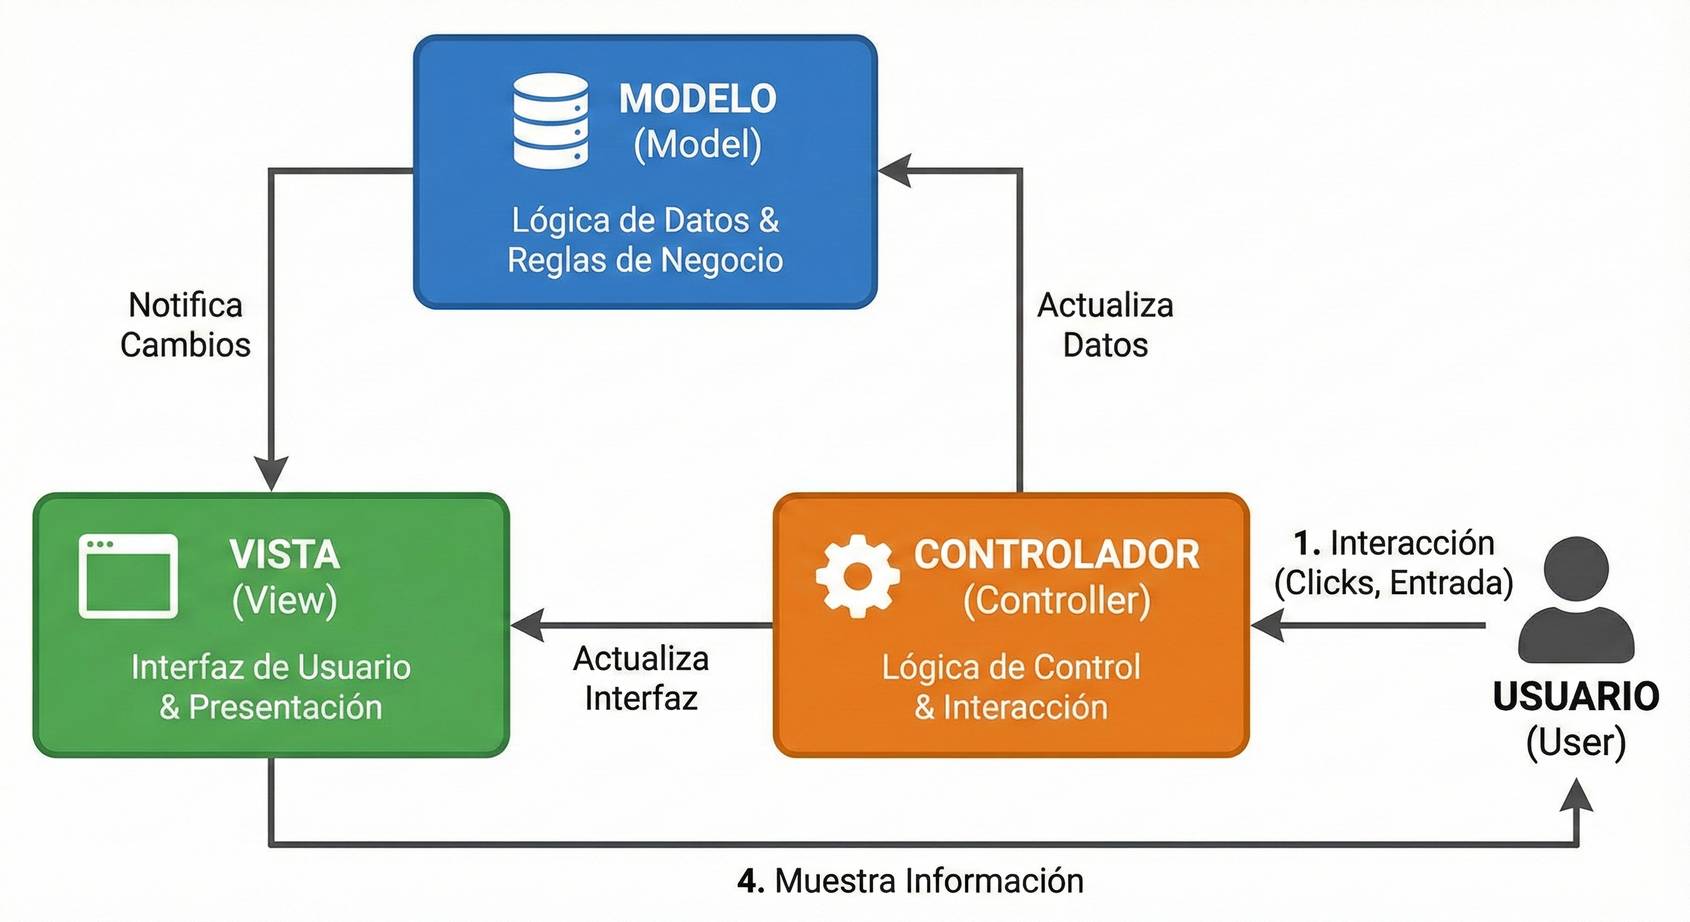 MODELO
(Model)
Lógica de Datos &
Reglas de Negocio
Notifica
Cambios
Actualiza
Datos
VISTA
(View)
Interfaz de Usuario
& Presentación
Actualiza
Interfaz
CONTROLADOR
(Controller)
Lógica de Control
& Interacción
1. Interacción
(Clicks, Entrada)
USUARIO
(User)
4. Muestra Información